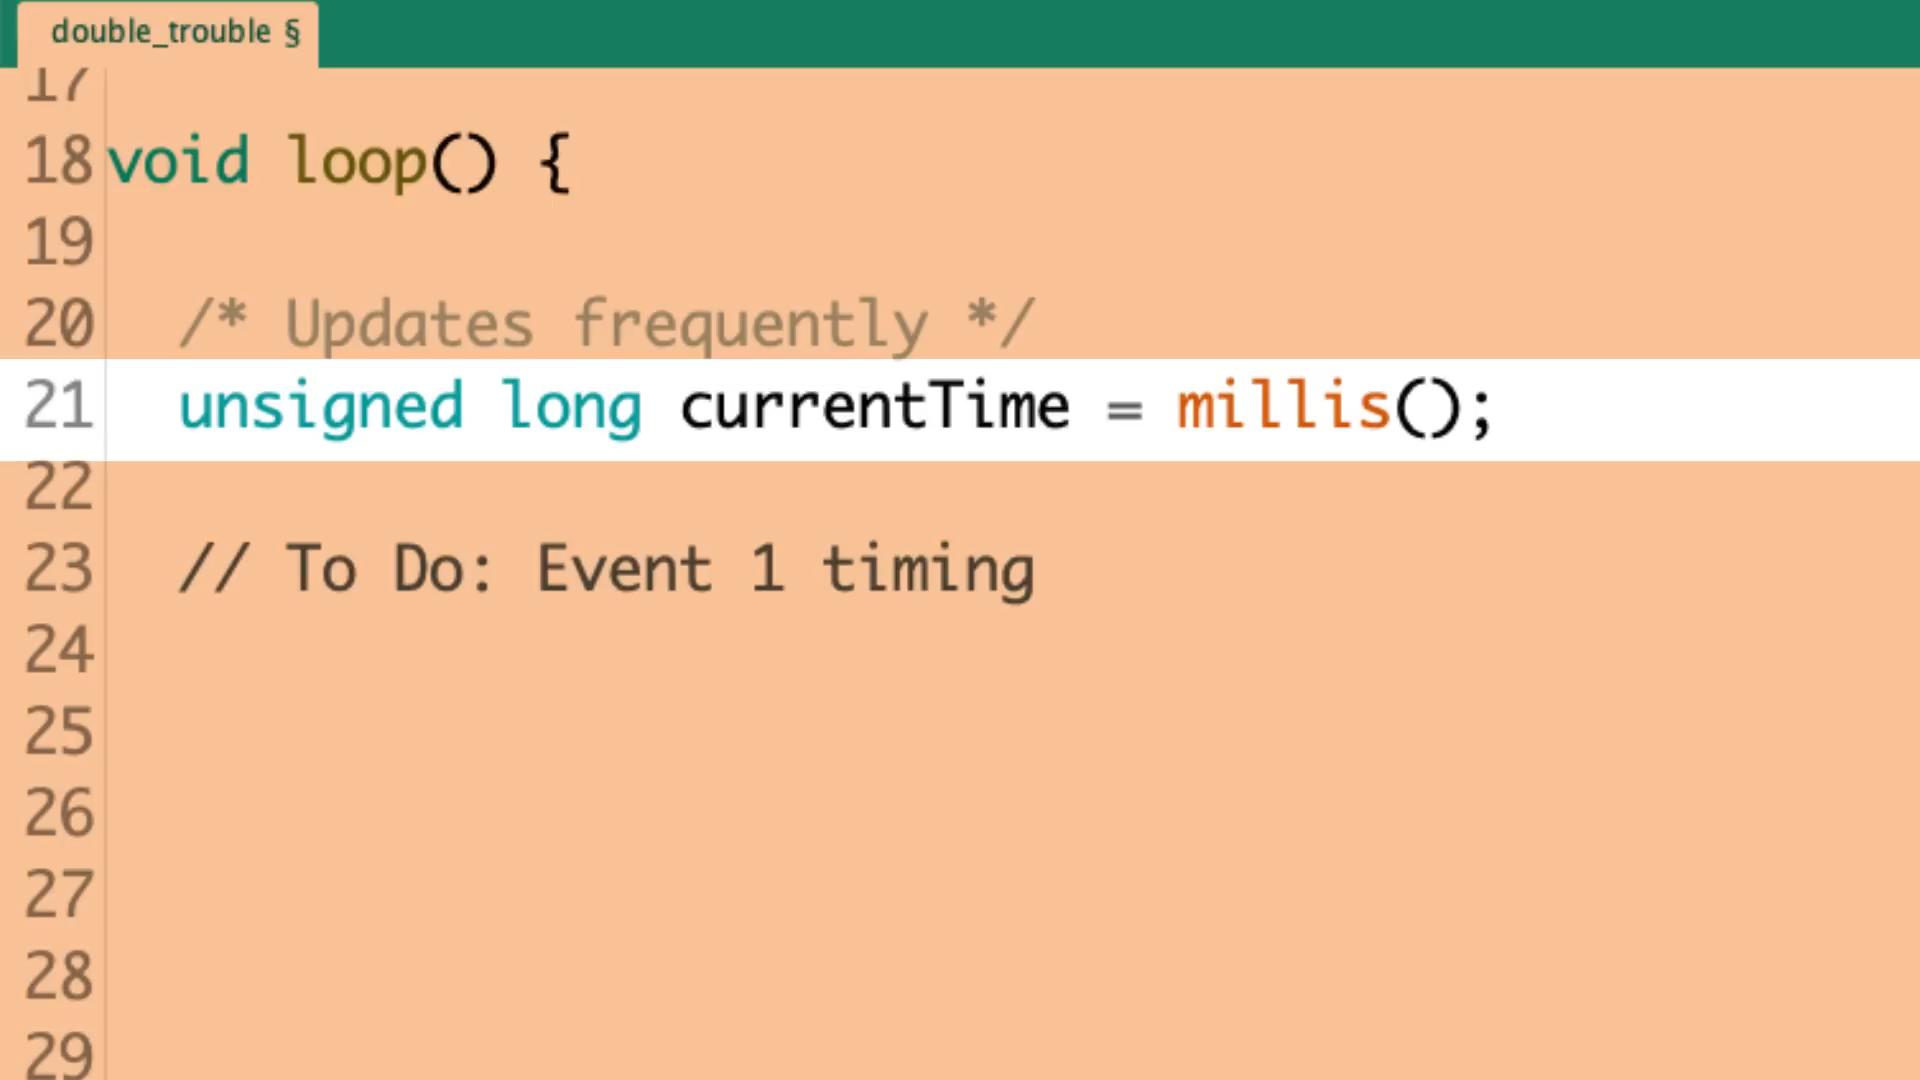 double_trouble §
17
18 void loop() {
19
20 /* Updates frequently */
21 unsigned long currentTime = millis();
22
23 // To Do: Event 1 timing
24
25
26
27
28
29